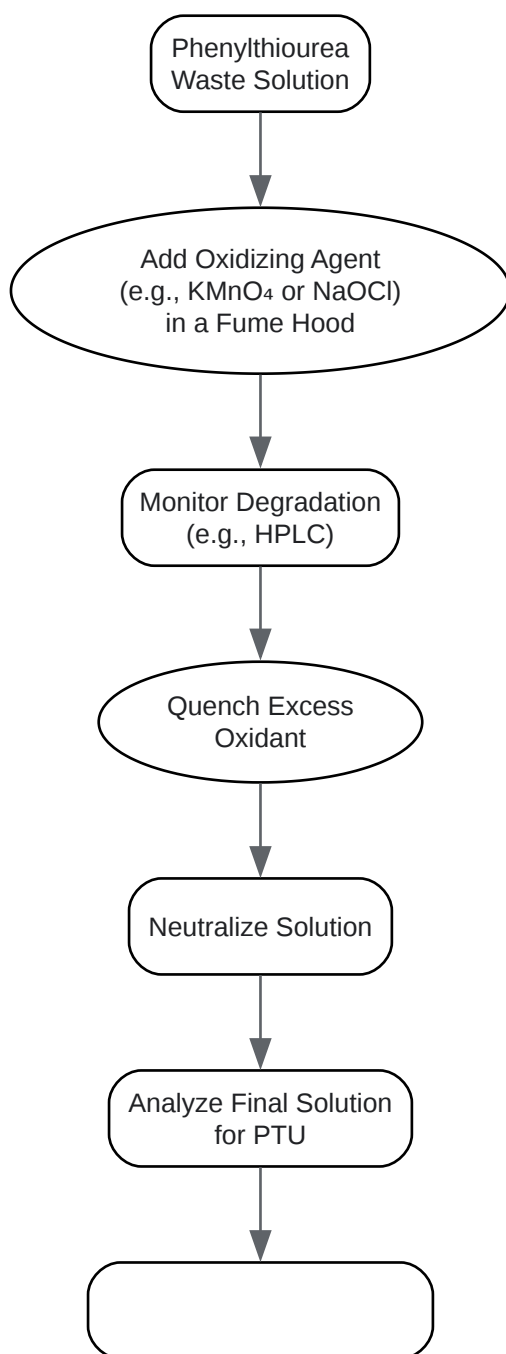 Phenylthiourea
Waste Solution
Add Oxidizing Agent
(e.g., KMnO₄ or NaOCl)
in a Fume Hood
Monitor Degradation
(e.g., HPLC)
Quench Excess
Oxidant
Neutralize Solution
Analyze Final Solution
for PTU